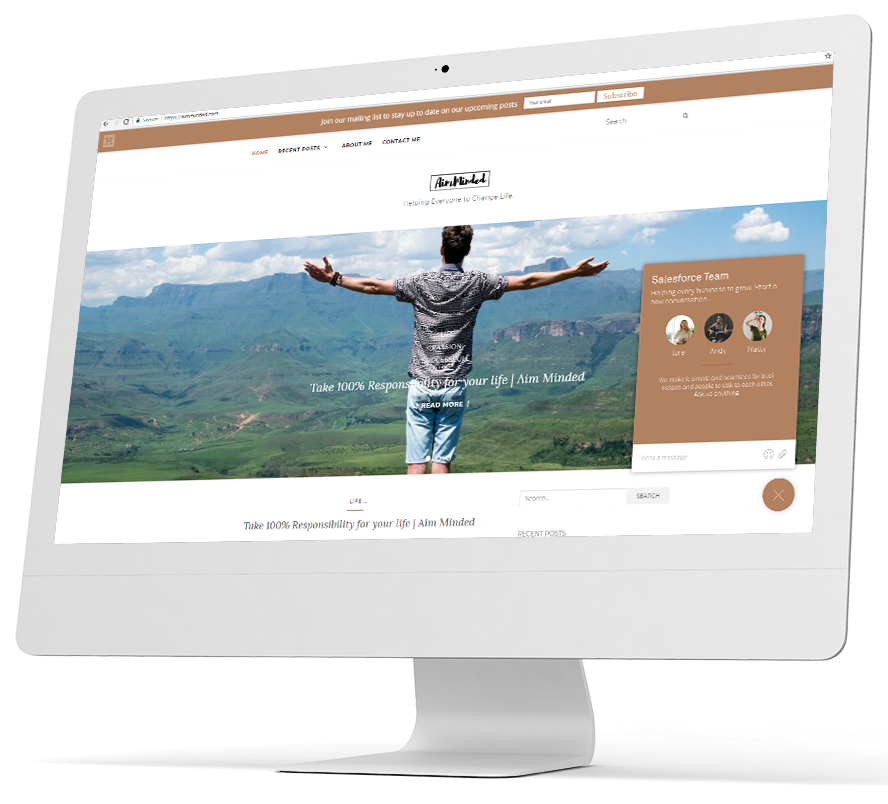 Secure
https://aimminded.com
Join our mailing list to stay up to date on our upcoming posts
Your email
Subscribe
HOME
RECENT POSTS
ABOUT ME
CONTACT ME
Search
AimMinded
Helping Everyone to Change Life.
LIFE
PASSION
Take 100% Responsibility for your life | Aim Minded
READ MORE
Salesforce Team
Helping every business to grow. Start a
new conversation.
Andy
We make it simple and seamless for busi
nesses and people to talk to each other.
Ask us anything
Write a message
LIFE ...
Take 100% Responsibility for your life | Aim Minded
Search...
SEARCH
RECENT POSTS